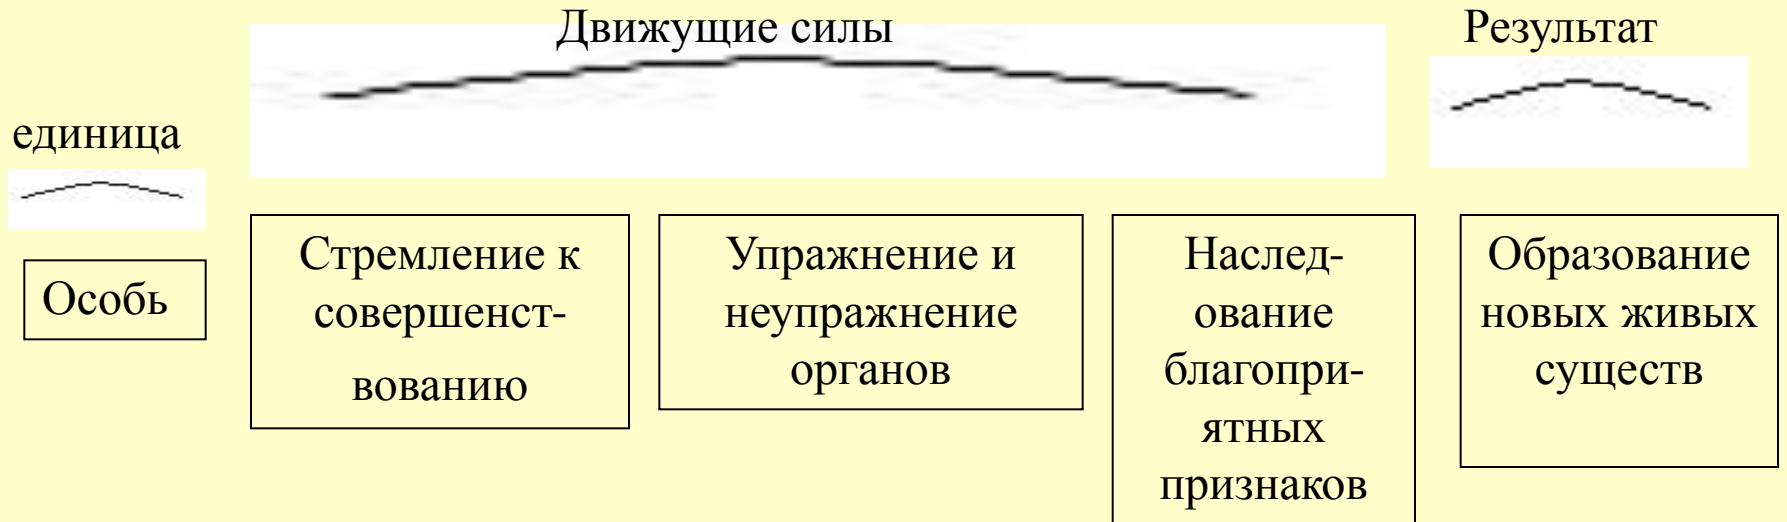 Движущие силы
Результат
единица
Особь
Стремление к
совершенст-
вованию
Упражнение и
неупражнение
органов
Наслед-
ование
благопри-
ятных
признаков
Образование
новых живых
существ